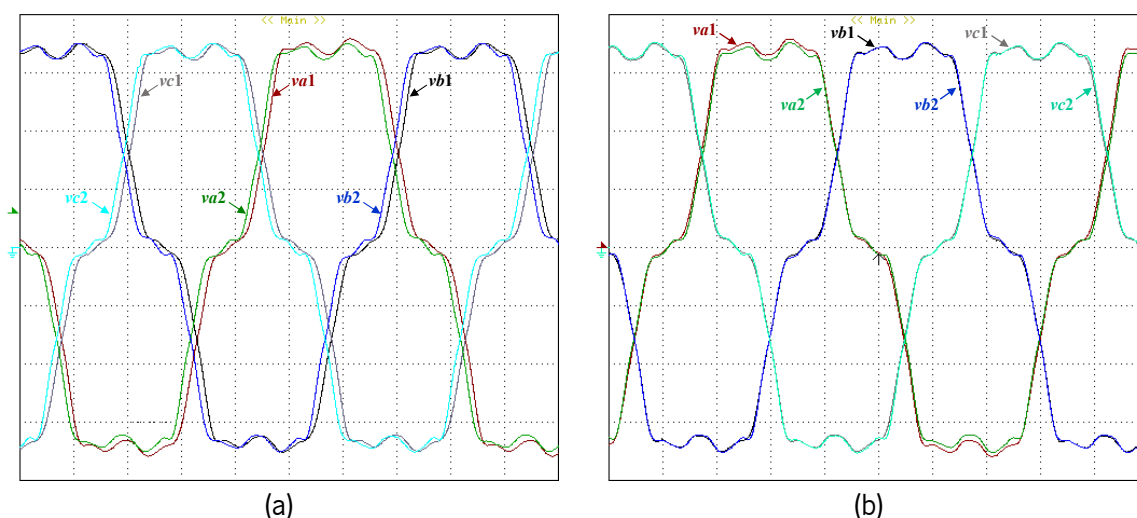 << Main >>
vc1
va1
vb1
vc2
va2
vb2
(a)
<< Main >>
va1
vb1
vc1
va2
vb2
vc2
(b)